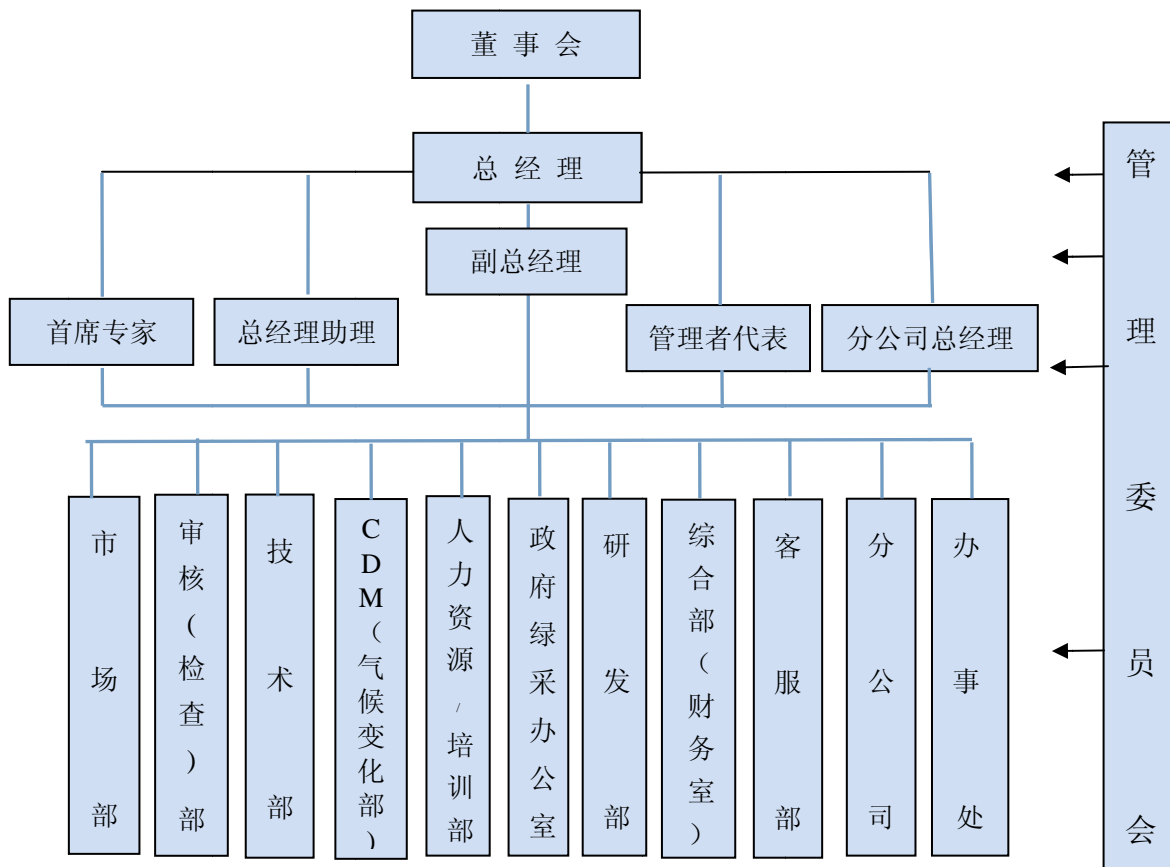 董 事 会
总 经 理
副总经理
首席专家
总经理助理
管理者代表
分公司总经理
市场部
审核(检查)部
技术部
CDM（气候变化部）
人力资源/培训部
政府绿采办公室
研发部
综合部（财务室）
客服部
分公司
办事处
管理委员会